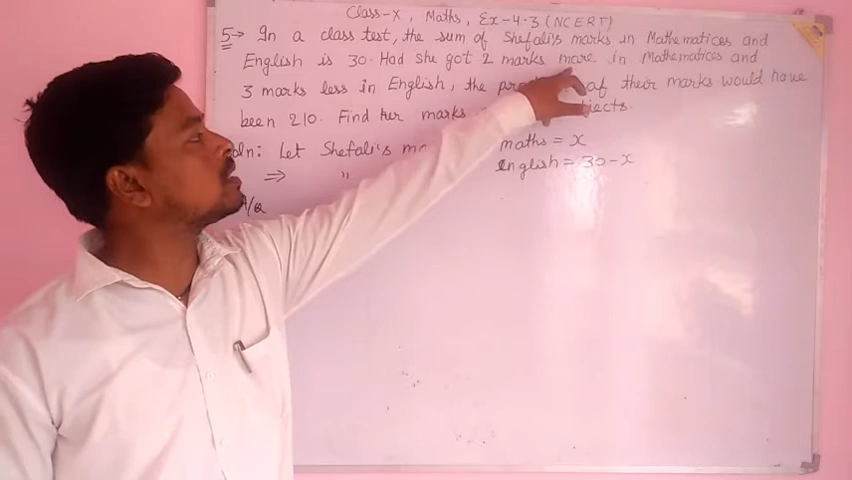 Class-X, Maths, Ex-4.3 (NCERT)
5→ In a class test, the sum of Shefali's marks in Mathematices and
English is 30. Had she got 2 marks more in Mathematices and
3 marks less in English, the of their marks would have
been 210. Find her marks
Soln: Let Shefali's maths = x
⇒ " English = 30-x
A/Q